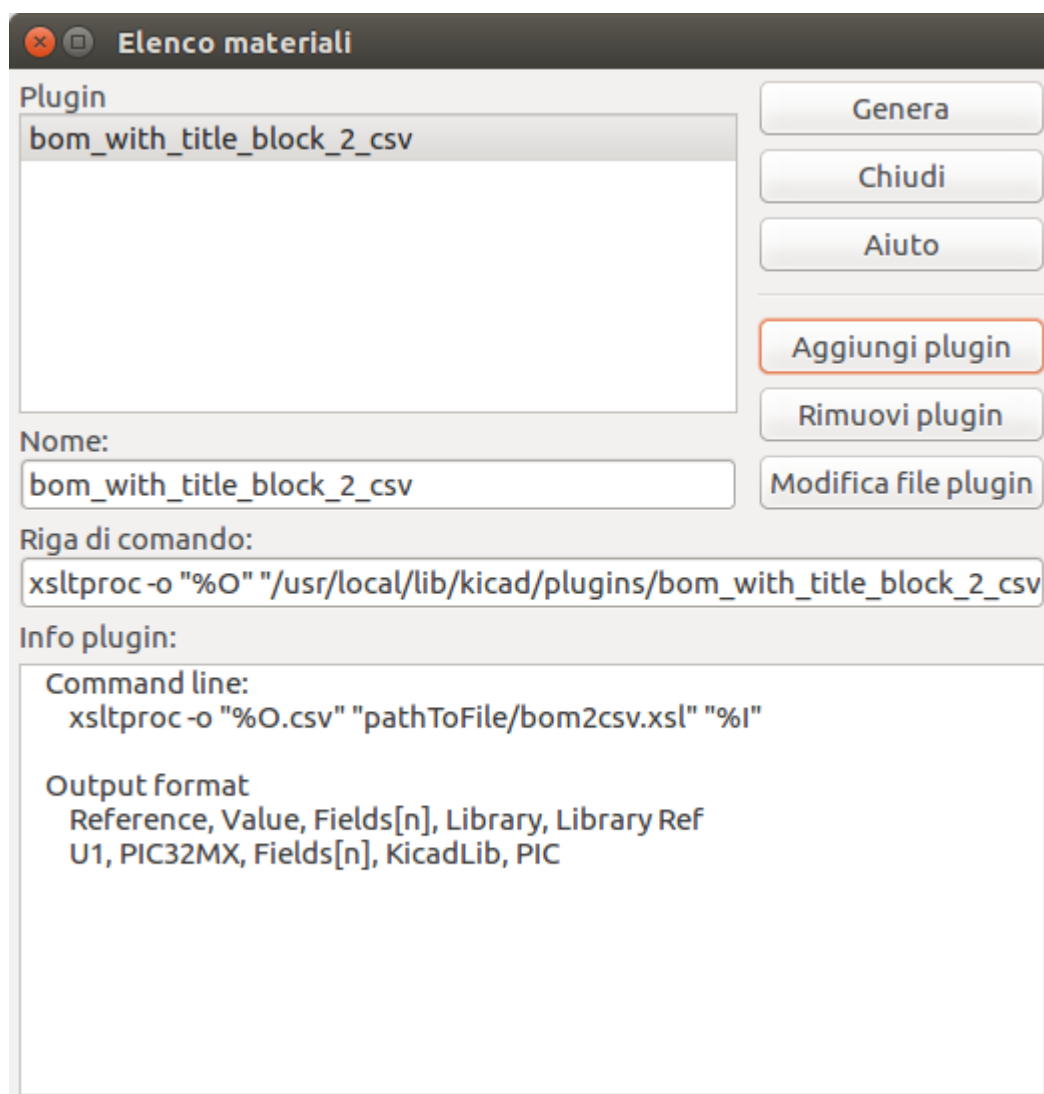 Elenco materiali
Plugin
bom_with_title_block_2_csv
Genera
Chiudi
Aiuto
Aggiungi plugin
Rimuovi plugin
Modifica file plugin
Nome:
bom_with_title_block_2_csv
Riga di comando:
xsltproc -o "%O" "/usr/local/lib/kicad/plugins/bom_with_title_block_2_csv
Info plugin:
Command line:
xsltproc -o "%O.csv" "pathToFile/bom2csv.xsl" "%I"
Output format
Reference, Value, Fields[n], Library, Library Ref
U1, PIC32MX, Fields[n], KicadLib, PIC